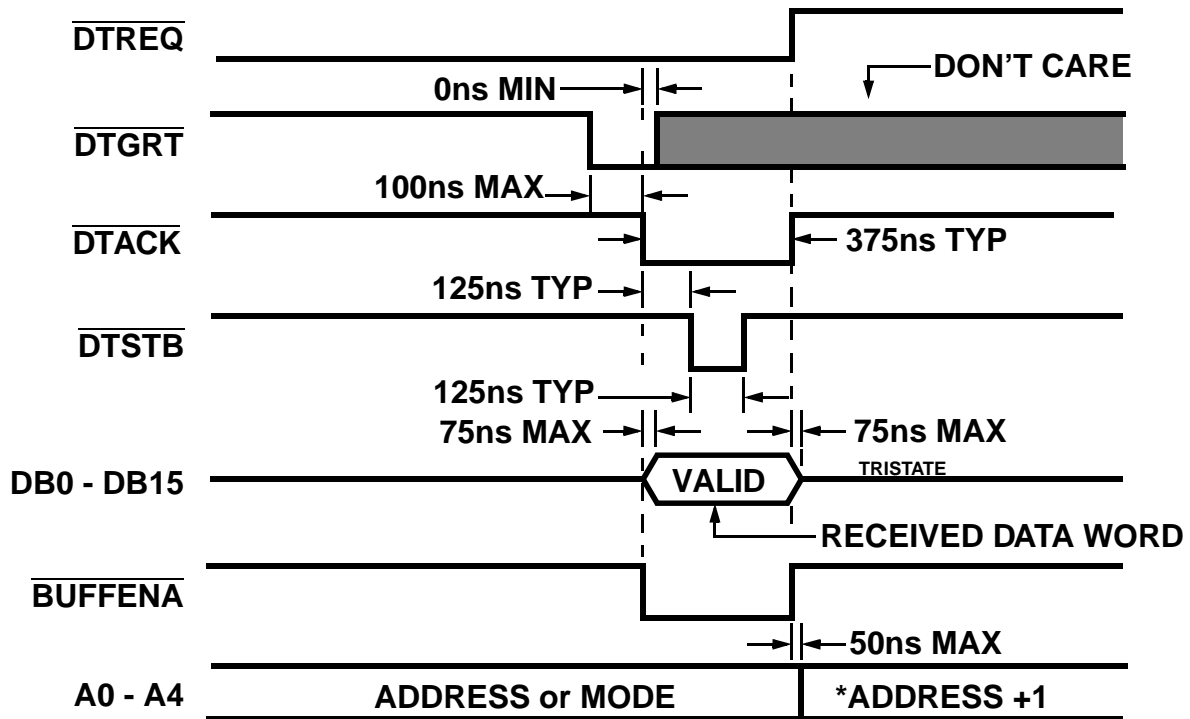 DTREQ
DON'T CARE
0ns MIN
DTGRT
100ns MAX
DTACK
375ns TYP
125ns TYP
DTSTB
125ns TYP
75ns MAX
75ns MAX
DB0 - DB15
VALID
TRISTATE
RECEIVED DATA WORD
BUFFENA
50ns MAX
A0 - A4
ADDRESS or MODE
*ADDRESS +1